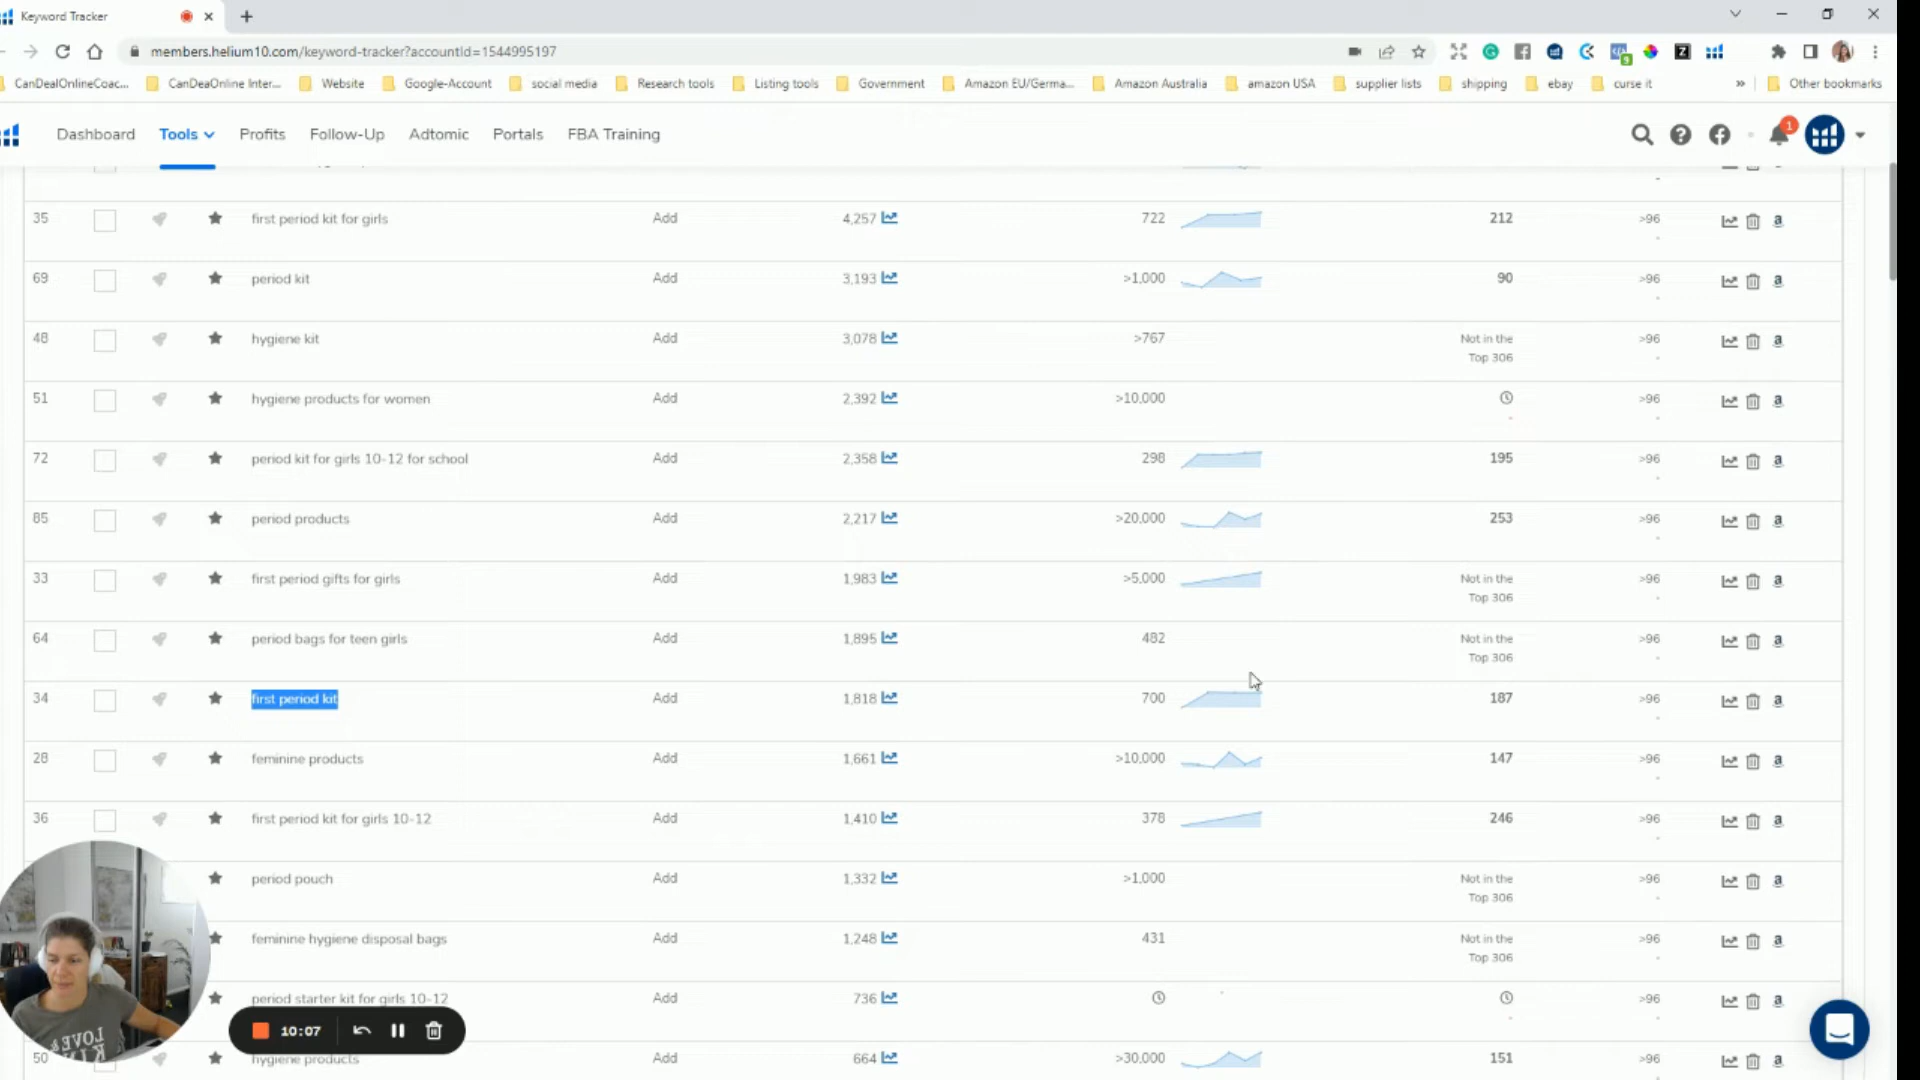 Keyword Tracker
members.helium10.com/keyword-tracker?accountId=1544995197
CanDealOnlineCoac... CanDeaOnline Inter... Website Google-Account social media Research tools Listing tools Government Amazon EU/Germa... Amazon Australia amazon USA supplier lists shipping ebay curse it » Other bookmarks
Dashboard Tools Profits Follow-Up Adtomic Portals FBA Training 1
35 first period kit for girls Add 4,257 722 212 >96
69 period kit Add 3,193 >1,000 90 >96
48 hygiene kit Add 3,078 >767 Not in the Top 306 >96
51 hygiene products for women Add 2,392 >10,000 >96
72 period kit for girls 10-12 for school Add 2,358 298 195 >96
85 period products Add 2,217 >20,000 253 >96
33 first period gifts for girls Add 1,983 >5,000 Not in the Top 306 >96
64 period bags for teen girls Add 1,895 482 Not in the Top 306 >96
34 first period kit Add 1,818 700 187 >96
28 feminine products Add 1,661 >10,000 147 >96
36 first period kit for girls 10-12 Add 1,410 378 246 >96
period pouch Add 1,332 >1,000 Not in the Top 306 >96
feminine hygiene disposal bags Add 1,248 431 Not in the Top 306 >96
period starter kit for girls 10-12 Add 736 >96
10:07
50 hygiene products Add 664 >30,000 151 >96